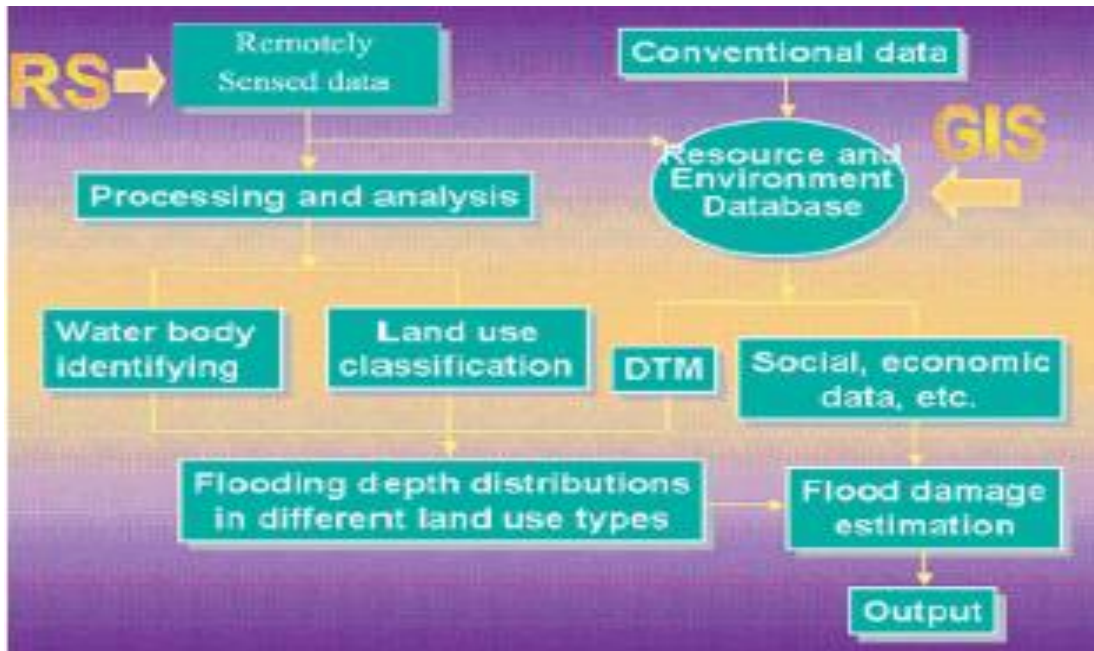 RS
Remotely
Sensed data
Conventional data
GIS
Resource and
Environment
Database
Processing and analysis
Water body
identifying
Land use
classification
DTM
Social, economic
data, etc.
Flooding depth distributions
in different land use types
Flood damage
estimation
Output